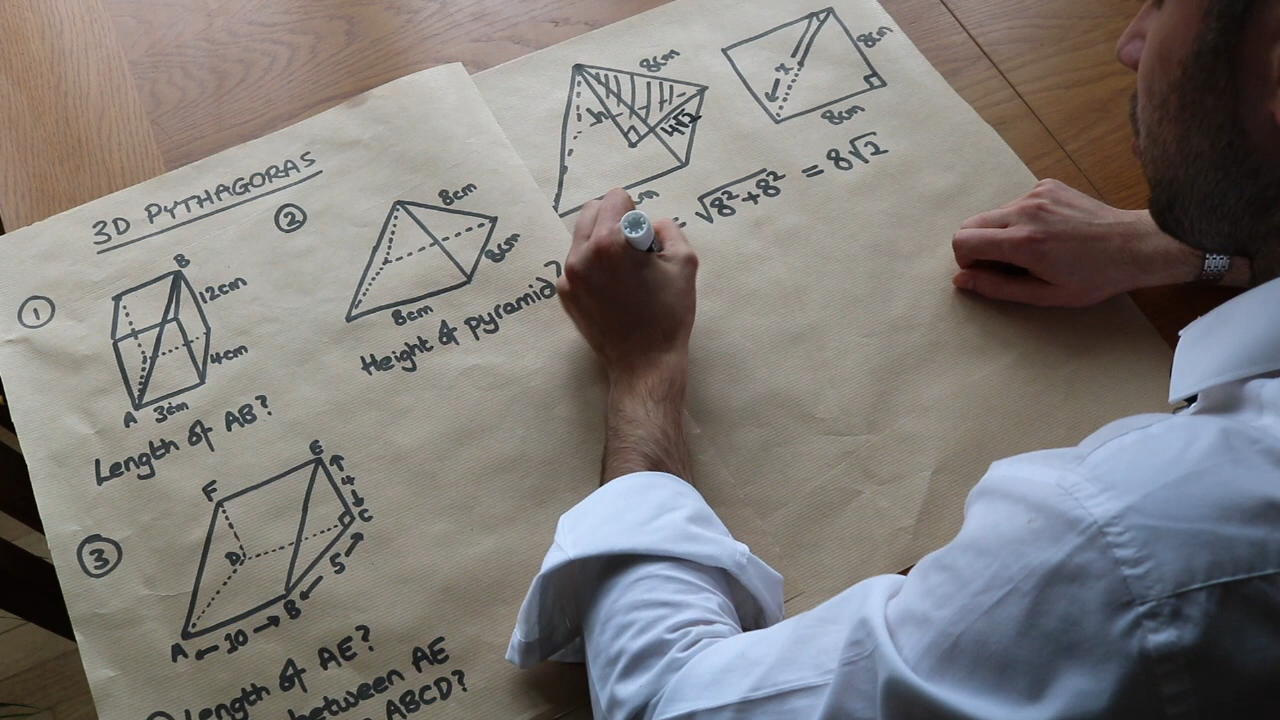 3D PYTHAGORAS
1
B
12cm
4cm
A
3cm
Length of AB?
2
8cm
8cm
8cm
Height of pyramid?
3
F
E
4
C
D
5
B
A
10
Length of AE?
between AE
ABCD?
8cm
h
4√2
x
8cm
8cm
= √8²+8² = 8√2